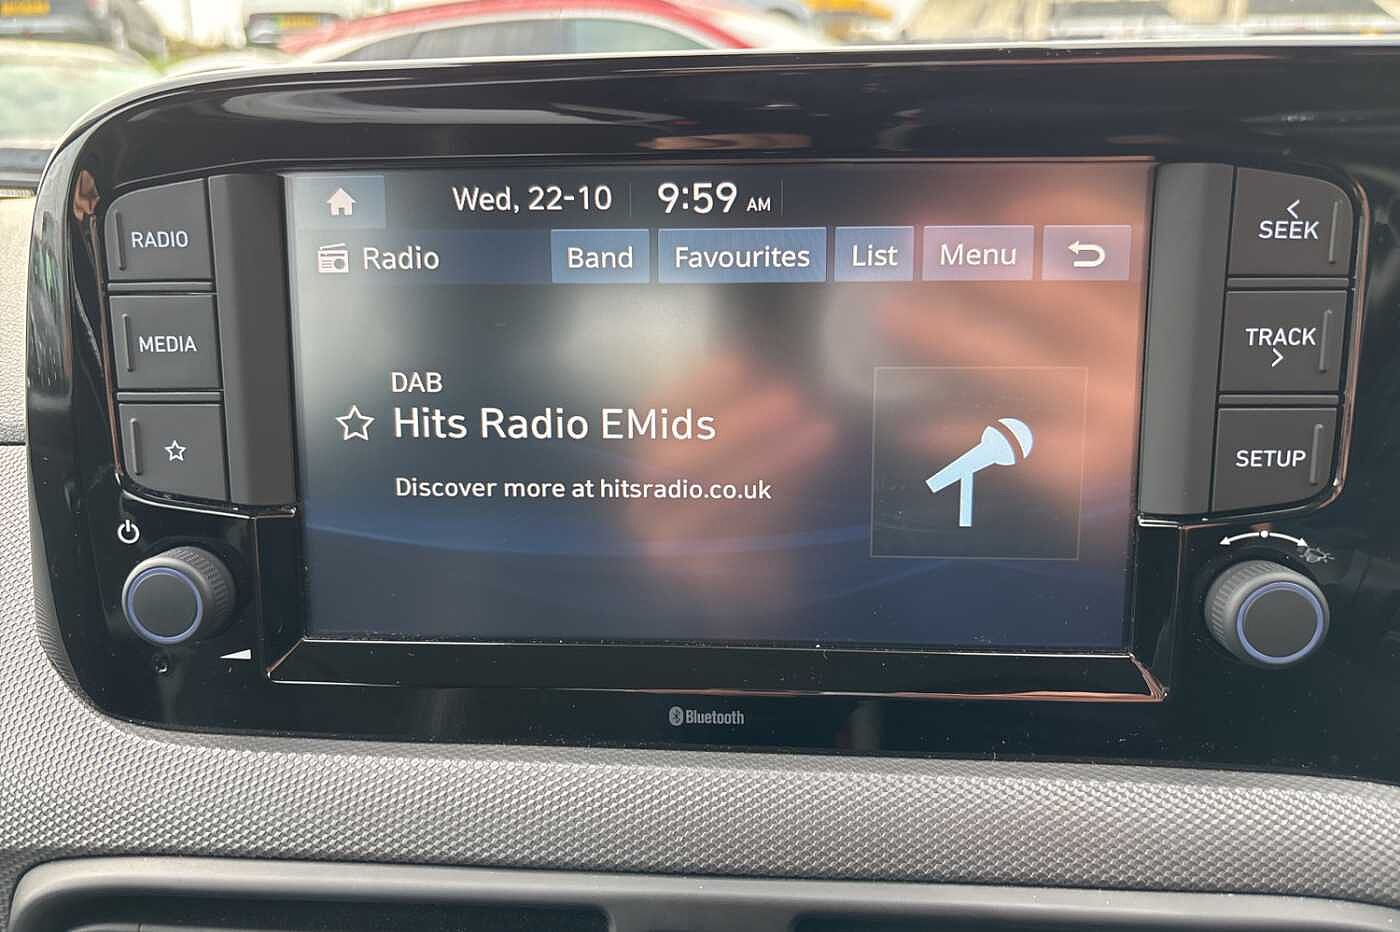 Wed, 22-10 9:59 AM
RADIO
SEEK
Radio Band Favourites List Menu
MEDIA
TRACK
DAB
Hits Radio EMids
SETUP
Discover more at hitsradio.co.uk
Bluetooth